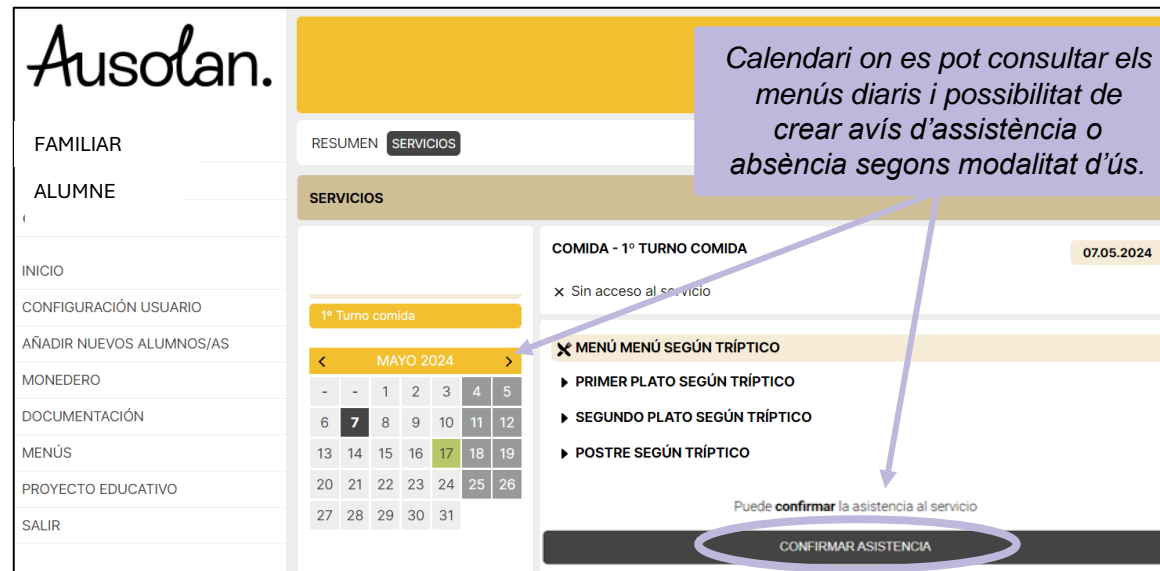 Ausolan.
FAMILIAR
ALUMNE
INICIO
CONFIGURACIÓN USUARIO
AÑADIR NUEVOS ALUMNOS/AS
MONEDERO
DOCUMENTACIÓN
MENÚS
PROYECTO EDUCATIVO
SALIR
Calendari on es pot consultar els
menús diaris i possibilitat de
crear avís d’assistència o
absència segons modalitat d’ús.
RESUMEN SERVICIOS
SERVICIOS
1º Turno comida
MAYO 2024
- - 1 2 3 4 5
6 7 8 9 10 11 12
13 14 15 16 17 18 19
20 21 22 23 24 25 26
27 28 29 30 31
COMIDA - 1º TURNO COMIDA 07.05.2024
Sin acceso al servicio
MENÚ MENÚ SEGÚN TRÍPTICO
PRIMER PLATO SEGÚN TRÍPTICO
SEGUNDO PLATO SEGÚN TRÍPTICO
POSTRE SEGÚN TRÍPTICO
Puede confirmar la asistencia al servicio
CONFIRMAR ASISTENCIA